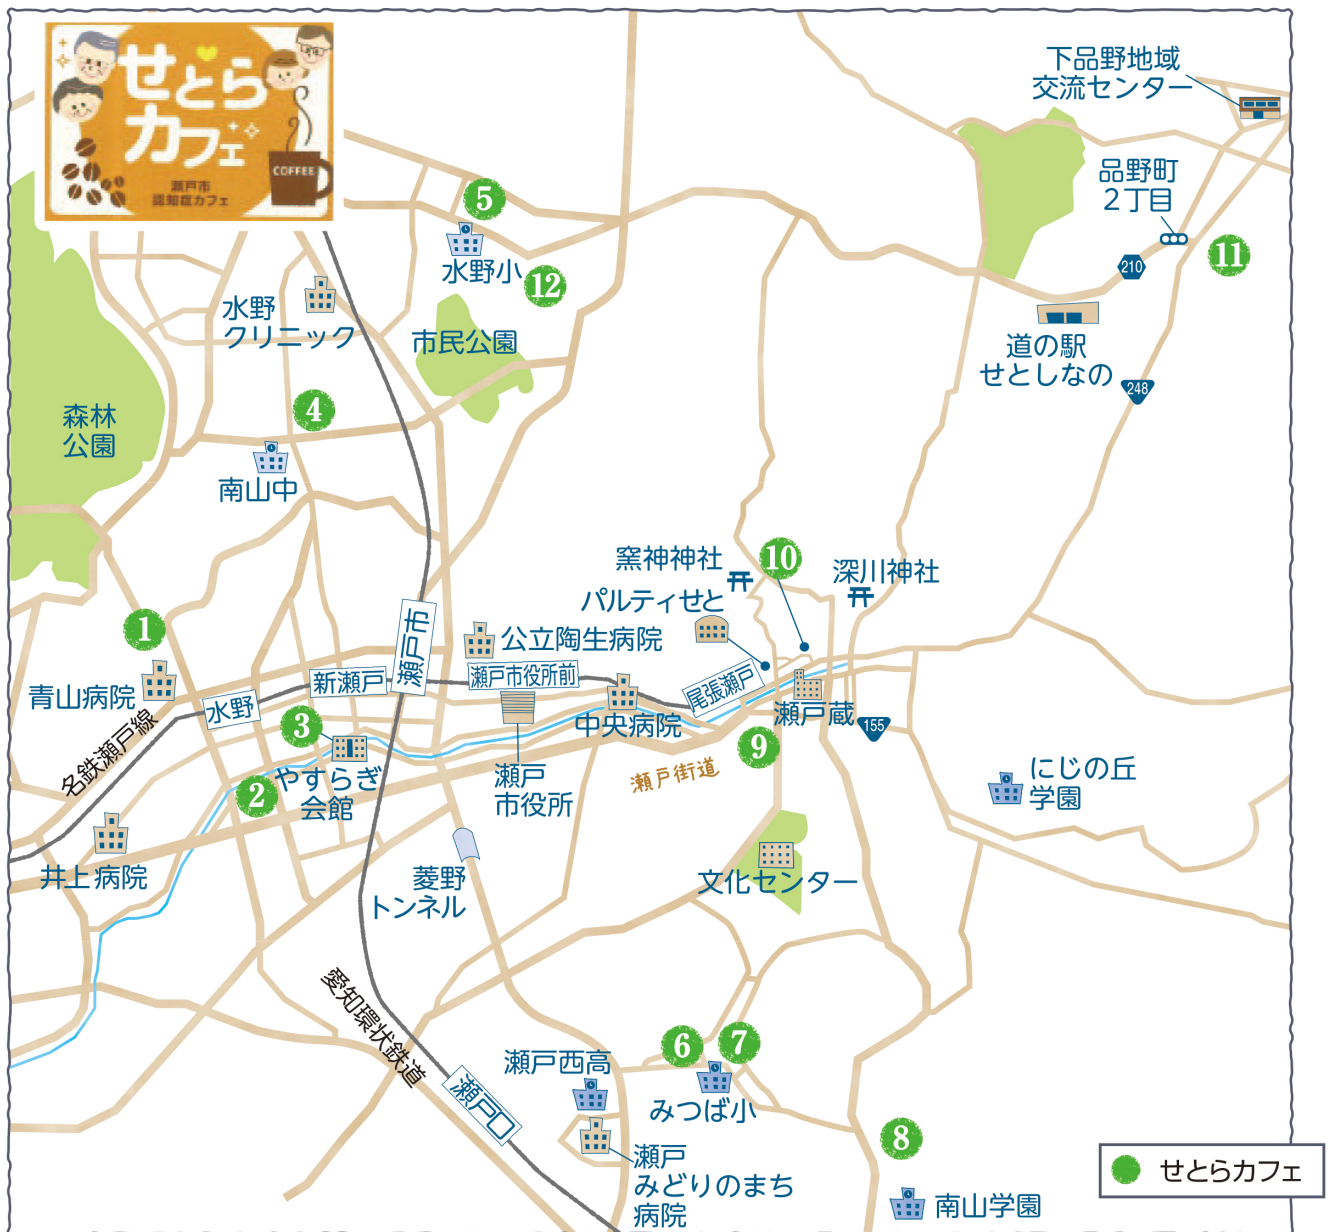 せとら
カフェ
COFFEE
瀬戸市
認知症カフェ
下品野地域
交流センター
品野町
2丁目
5
水野小
12
11
210
水野
クリニック
市民公園
道の駅
せとしなの
248
森林
公園
4
南山中
窯神神社
10
深川神社
パルティせと
1
瀬戸市
公立陶生病院
青山病院
新瀬戸
瀬戸市役所前
尾張瀬戸
水野
中央病院
瀬戸蔵
155
名鉄瀬戸線
3
9
瀬戸街道
やすらぎ
会館
2
瀬戸
市役所
にじの丘
学園
井上病院
菱野
トンネル
文化センター
愛知環状鉄道
6
7
瀬戸西高
みつば小
瀬戸口
8
瀬戸
みどりのまち
病院
せとらカフェ
南山学園